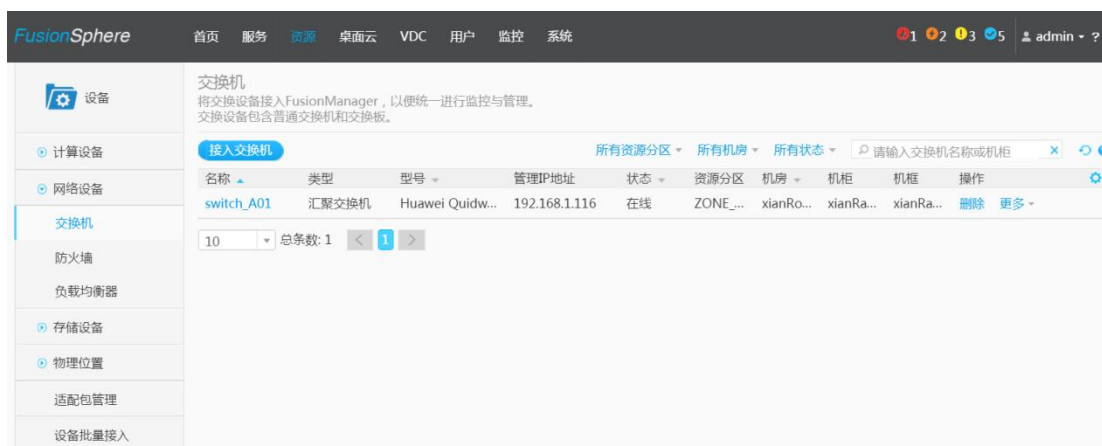 FusionSphere 首页 服务 资源 桌面云 VDC 用户 监控 系统 1 2 3 5 admin ?
设备
计算设备
网络设备
交换机
防火墙
负载均衡器
存储设备
物理位置
适配包管理
设备批量接入
交换机
将交换设备接入FusionManager，以便统一进行监控与管理。
交换设备包含普通交换机和交换板。
接入交换机 所有资源分区 所有机房 所有状态 请输入交换机名称或机柜
名称 类型 型号 管理IP地址 状态 资源分区 机房 机柜 机框 操作
switch_A01 汇聚交换机 Huawei Quidw... 192.168.1.116 在线 ZONE_... xianRo... xianRa... xianRa... 删除 更多
10 总条数: 1 < 1 >